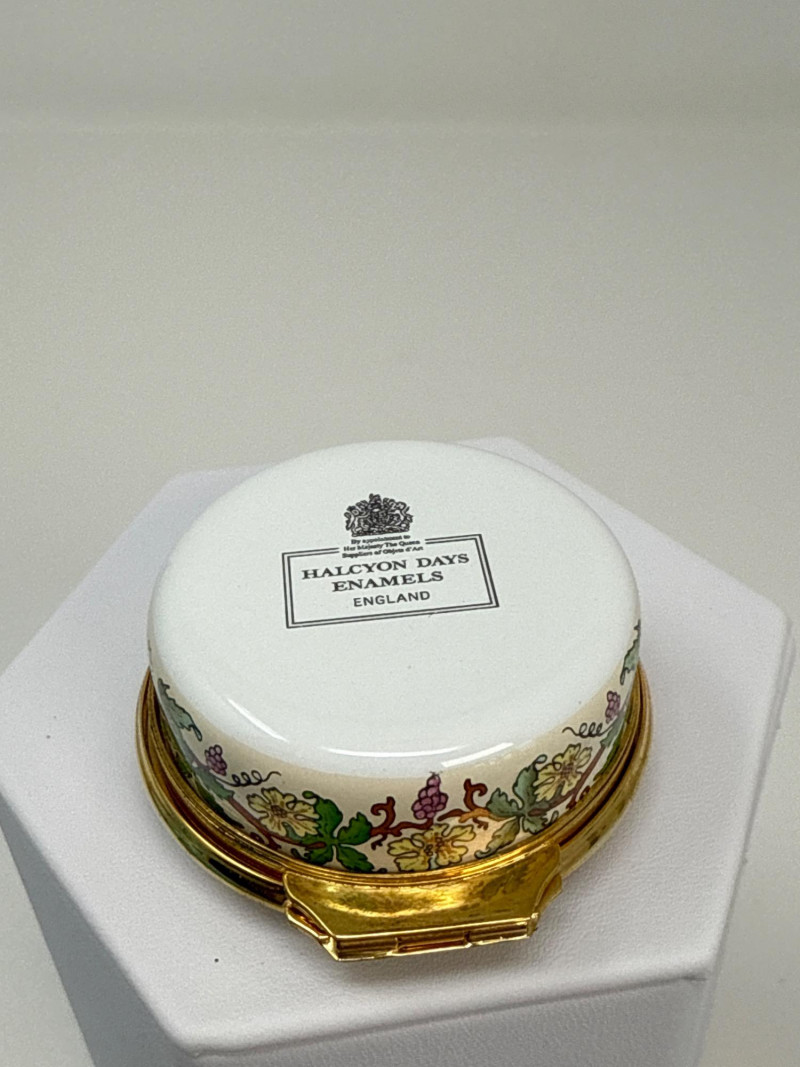 By appointment to
Her Majesty The Queen
Suppliers of Objets d'Art
HALCYON DAYS
ENAMELS
ENGLAND